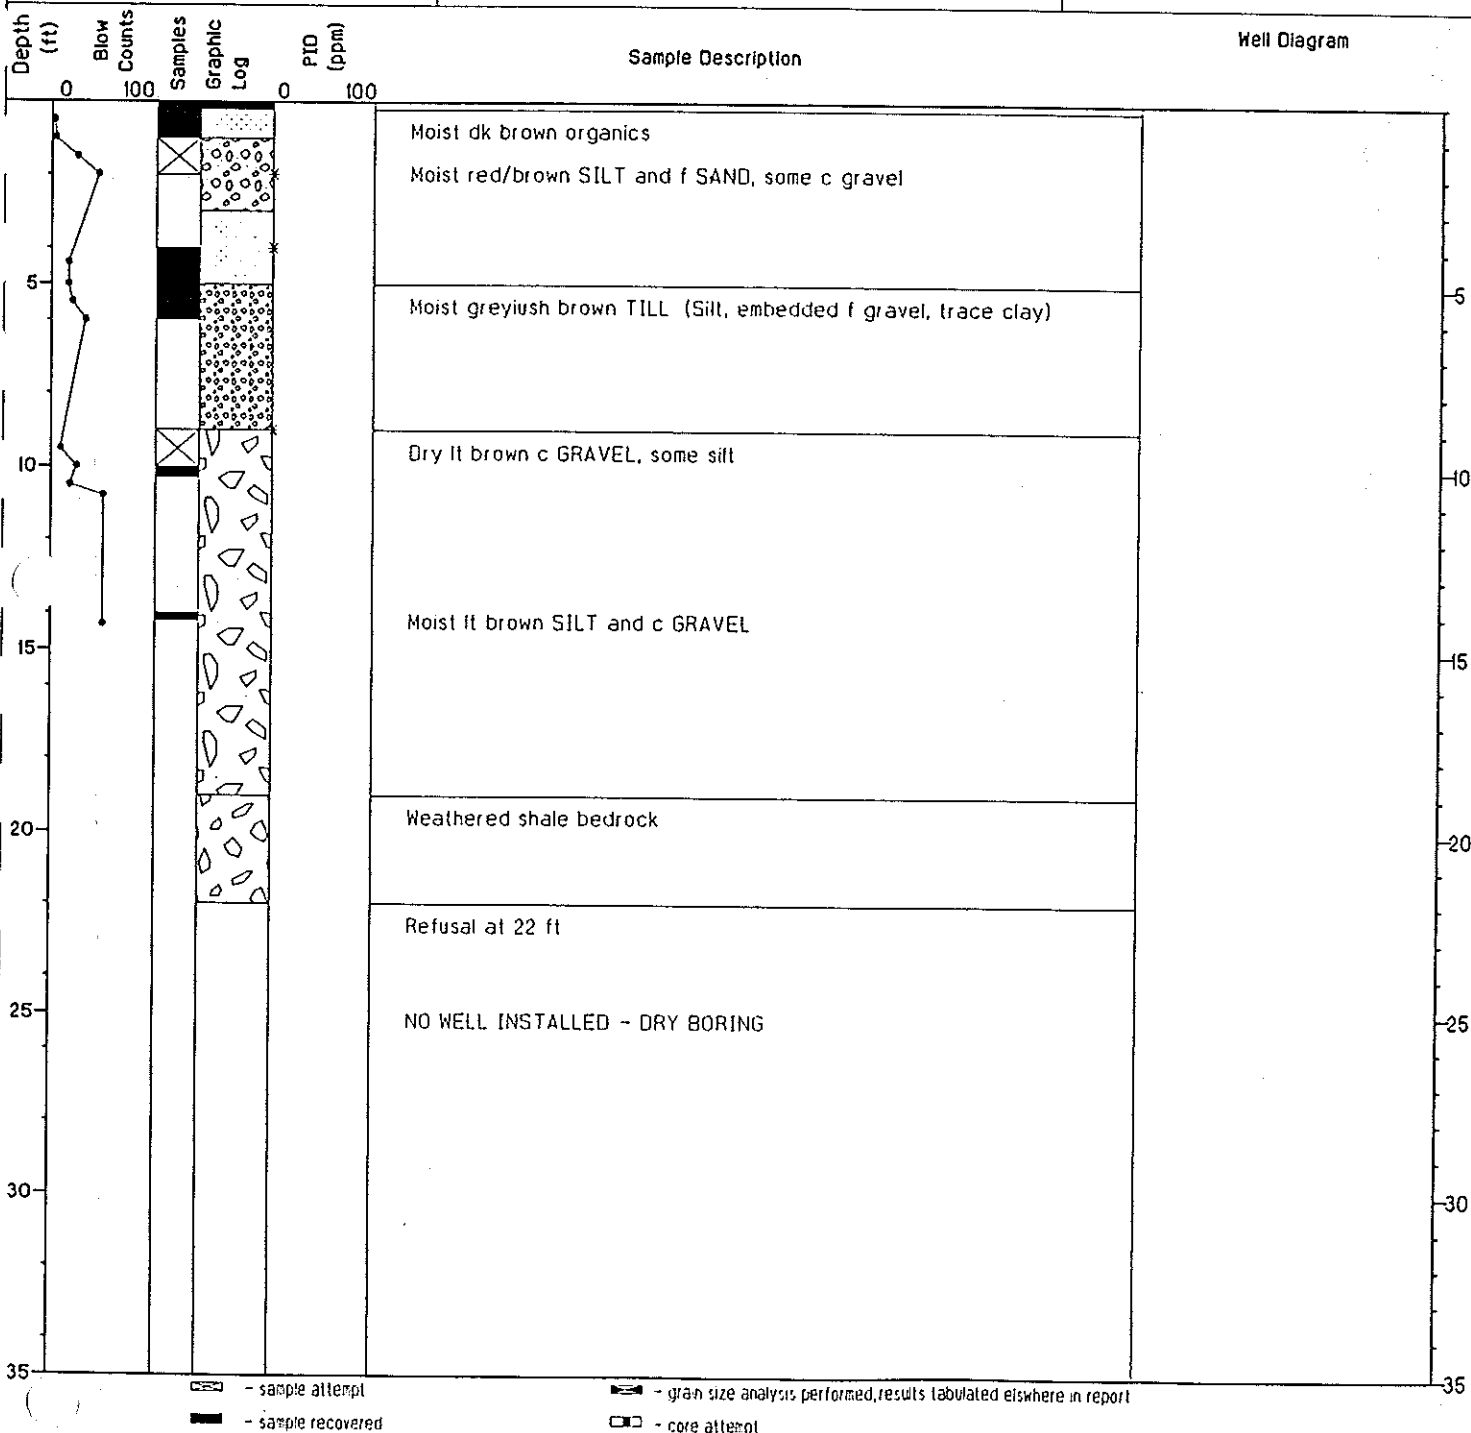 Depth (ft)
Blow Counts
Samples
Graphic Log
PID (ppm)
Sample Description
Well Diagram
0 100 0 100
Moist dk brown organics
Moist red/brown SILT and f SAND, some c gravel
5 5
Moist greyiush brown TILL (Silt, embedded f gravel, trace clay)
Dry lt brown c GRAVEL, some silt
10 10
Moist lt brown SILT and c GRAVEL
15 15
Weathered shale bedrock
20 20
Refusal at 22 ft
25 25
NO WELL INSTALLED - DRY BORING
30 30
35 35
- sample attempt
- grain size analysis performed, results tabulated elswhere in report
- sample recovered
- core attempt